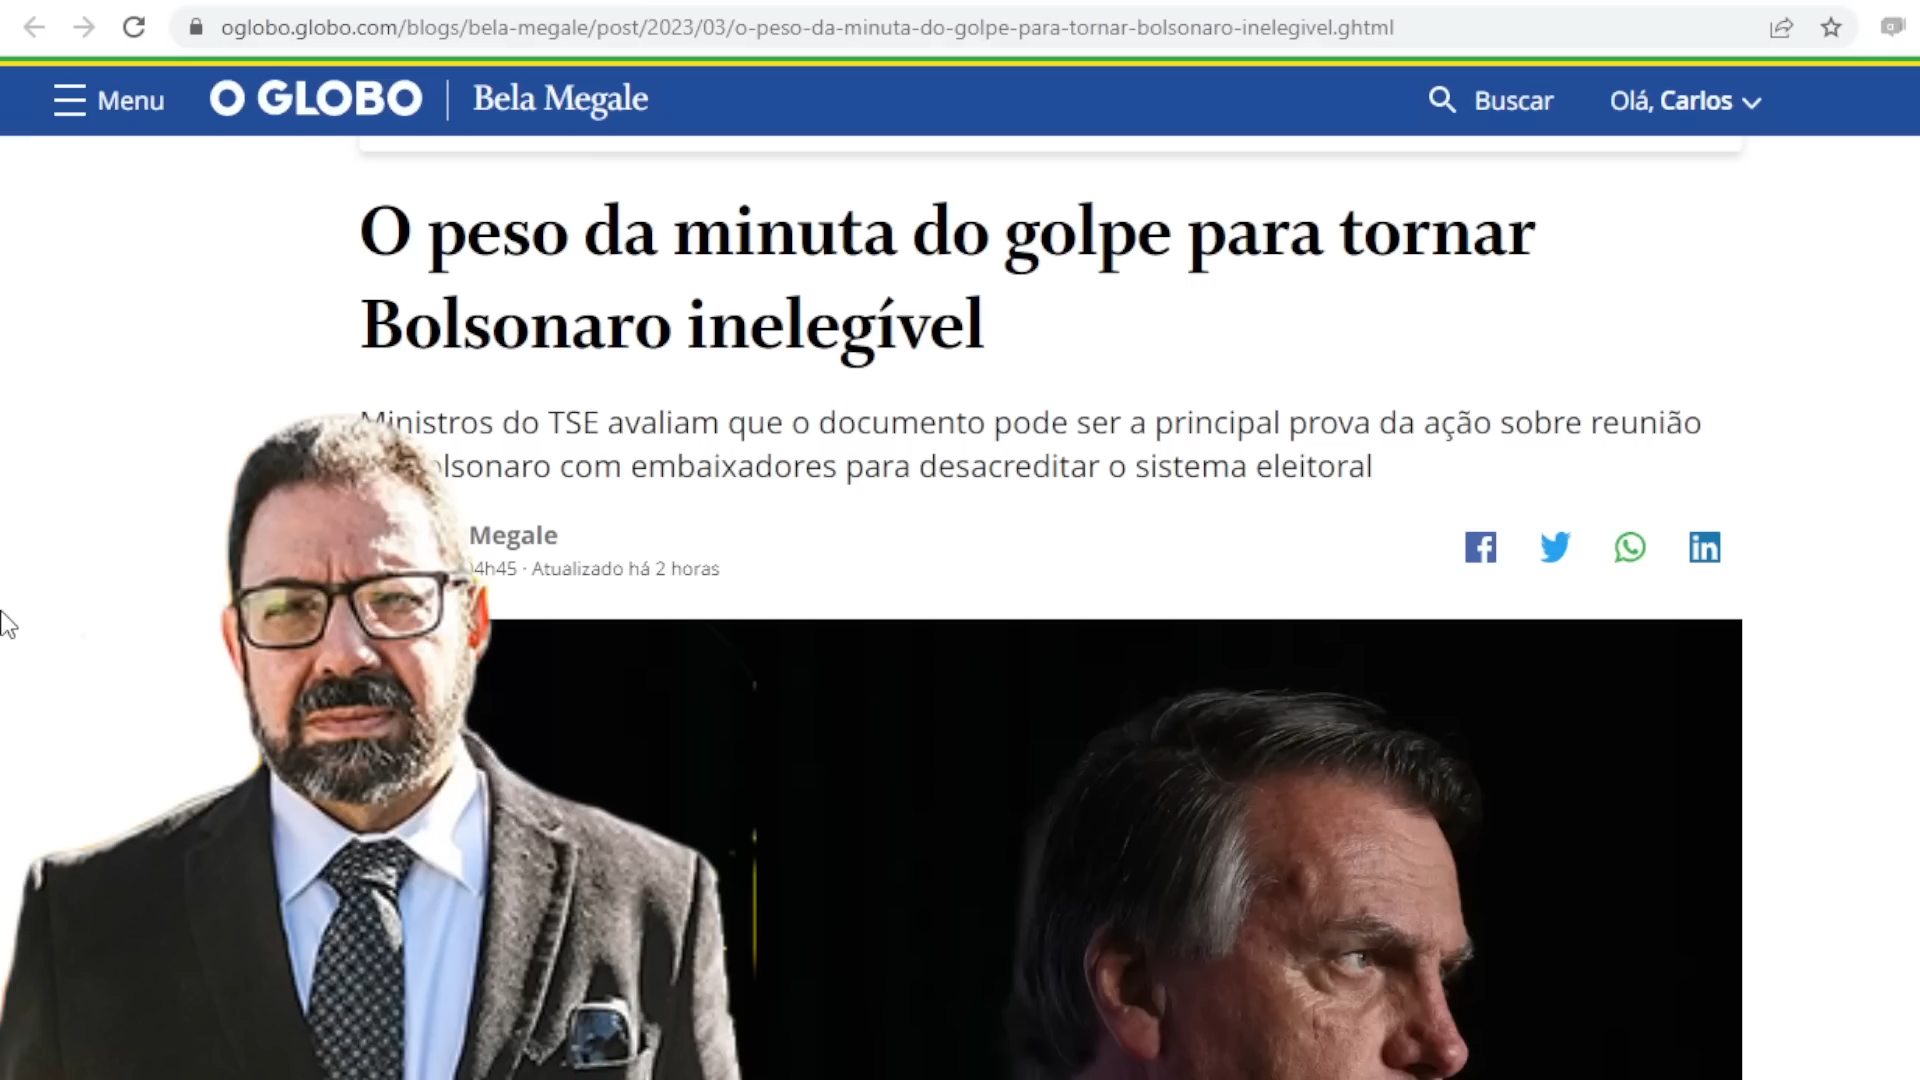 oglobo.globo.com/blogs/bela-megale/post/2023/03/o-peso-da-minuta-do-golpe-para-tornar-bolsonaro-inelegivel.ghtml
Menu O GLOBO Bela Megale Buscar Olá, Carlos
O peso da minuta do golpe para tornar
Bolsonaro inelegível
Ministros do TSE avaliam que o documento pode ser a principal prova da ação sobre reunião
olsonaro com embaixadores para desacreditar o sistema eleitoral
Megale
4h45 · Atualizado há 2 horas